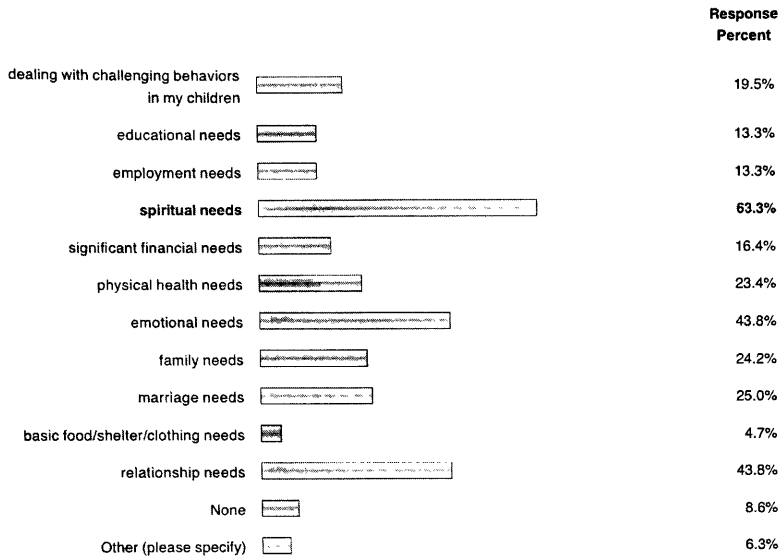 Response
Percent
dealing with challenging behaviors
in my children 19.5%
educational needs 13.3%
employment needs 13.3%
spiritual needs 63.3%
significant financial needs 16.4%
physical health needs 23.4%
emotional needs 43.8%
family needs 24.2%
marriage needs 25.0%
basic food/shelter/clothing needs 4.7%
relationship needs 43.8%
None 8.6%
Other (please specify) 6.3%